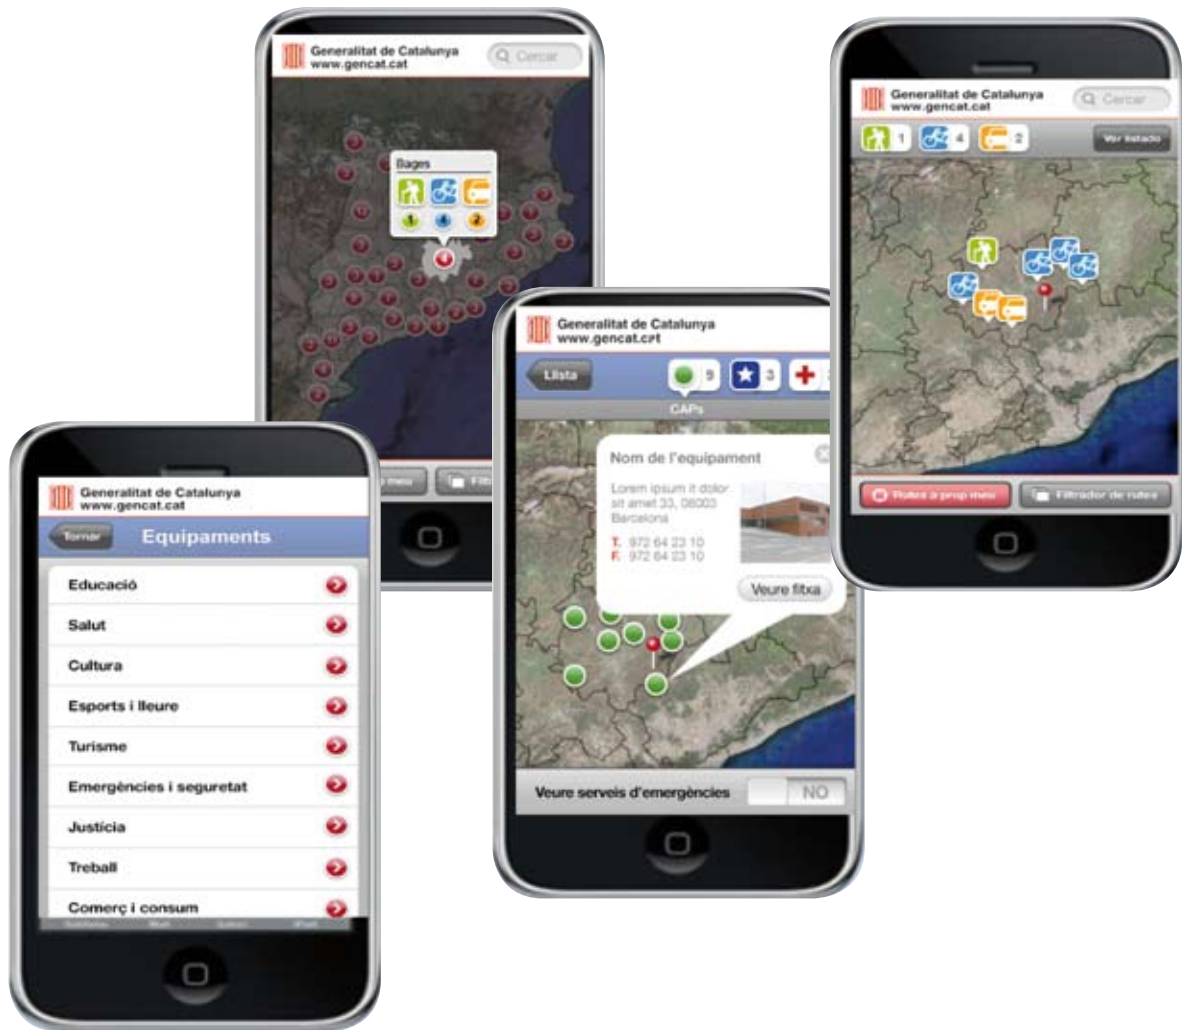 Generalitat de Catalunya
www.gencat.cat
Cercar
Bages
1 4 2
Generalitat de Catalunya
www.gencat.cat
Cercar
1 4 2
Ver listado
Rutes a prop meu
Filtrador de rutes
Generalitat de Catalunya
www.gencat.cat
Llista
9 3
CAPs
Nom de l'equipament
Lorem ipsum it dolor
sit amet 33, 08003
Barcelona
T. 972 64 23 10
F. 972 64 23 10
Veure fitxa
Veure serveis d'emergències
NO
Generalitat de Catalunya
www.gencat.cat
Tornar
Equipaments
Educació
Salut
Cultura
Esports i lleure
Turisme
Emergències i seguretat
Justícia
Treball
Comerç i consum